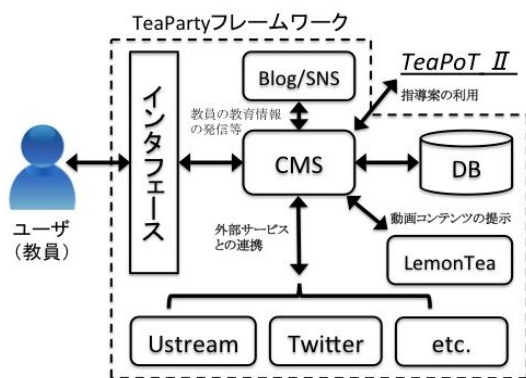 TeaPartyフレームワーク
Blog/SNS
TeaPoT_Ⅱ
指導案の利用
教員の教育情報
の発信等
インタフェース
CMS
DB
ユーザ
(教員)
外部サービス
との連携
動画コンテンツの提示
LemonTea
Ustream
Twitter
etc.